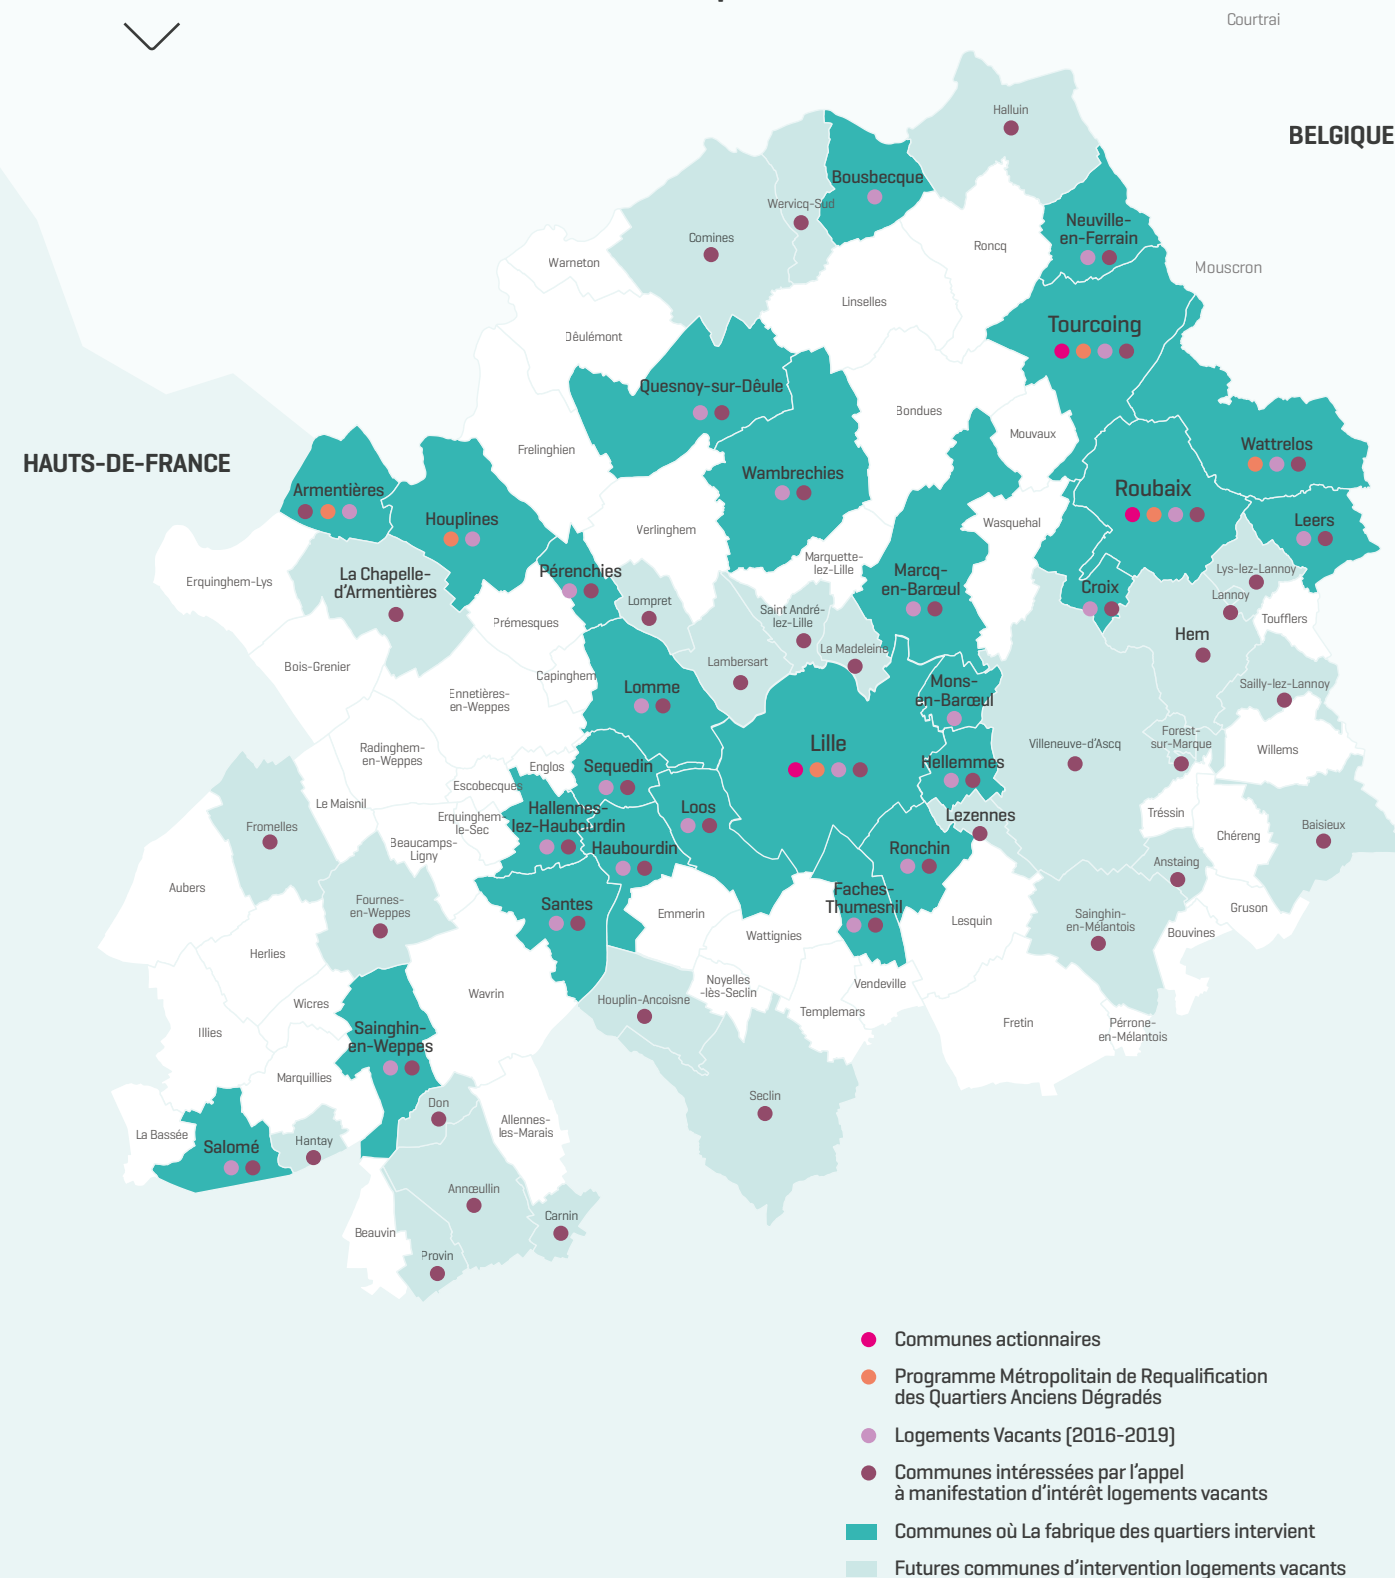 Courtrai
Halluin
BELGIQUE
Bousbecque
Wervicq-Sud
Neuville-
en-Ferrain
Comines
Roncq
Warneton
Mouscron
Linselles
Tourcoing
Dêulémont
Quesnoy-sur-Dêule
Bondues
Mouvaux
Wattrelos
Frelinghien
HAUTS-DE-FRANCE
Wambrechies
Armentières
Roubaix
Houplines
Leers
Wasquehal
Verlinghem
Marquette-
lez-Lille
Lys-lez-Lannoy
Pérenchies
Marcq-
en-Barœul
La Chapelle-
d'Armentières
Erquinghem-Lys
Croix
Lannoy
Lompret
Saint André-
lez-Lille
Toufflers
Prémesques
Hem
La Madeleine
Lambersart
Bois-Grenier
Capinghem
Lomme
Mons-
en-Barœul
Sailly-lez-Lannoy
Ennetières-
en-Weppes
Lille
Villeneuve-d'Ascq
Forest-
sur-Marque
Willems
Radinghem-
en-Weppes
Englos
Sequedin
Hellemmes
Escobecques
Le Maisnil
Hallennes-
lez-Haubourdin
Loos
Lezennes
Tréssin
Erquinghem-
le-Sec
Fromelles
Baisieux
Chéreng
Beaucamps-
Ligny
Haubourdin
Ronchin
Anstaing
Aubers
Faches-
Thumesnil
Fournes-
en-Weppes
Santes
Emmerin
Gruson
Lesquin
Sainghin-
en-Mélantois
Wattignies
Bouvines
Herlies
Noyelles
-lès-Seclin
Vendeville
Wavrin
Houplin-Ancoisne
Wicres
Templemars
Fretin
Pérrone-
en-Mélantois
Illies
Sainghin-
en-Weppes
Marquillies
Seclin
Don
Allennes-
les-Marais
La Bassée
Salomé
Hantay
Annœullin
Carnin
Beauvin
Provin
Communes actionnaires
Programme Métropolitain de Requalification
des Quartiers Anciens Dégradés
Logements Vacants (2016-2019)
Communes intéressées par l'appel
à manifestation d'intérêt logements vacants
Communes où La fabrique des quartiers intervient
Futures communes d'intervention logements vacants